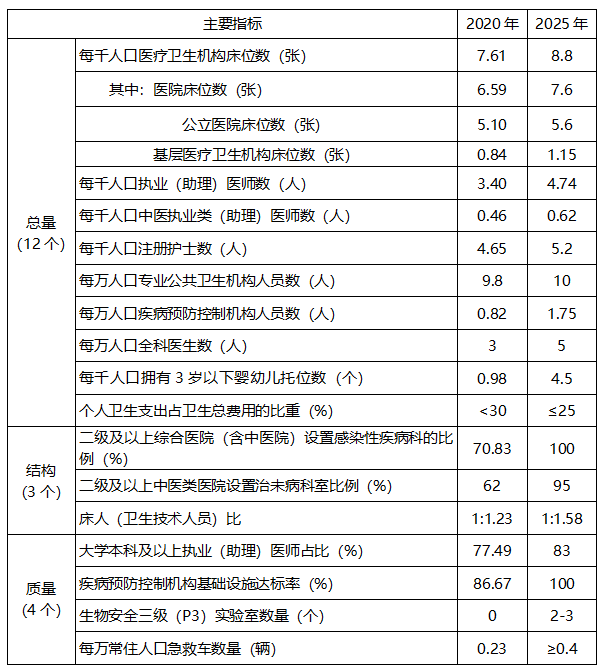 主要指标 2020年 2025年
总量
(12个)
每千人口医疗卫生机构床位数（张） 7.61 8.8
其中：医院床位数（张） 6.59 7.6
公立医院床位数（张） 5.10 5.6
基层医疗卫生机构床位数（张） 0.84 1.15
每千人口执业（助理）医师数（人） 3.40 4.74
每千人口中医执业类（助理）医师数（人） 0.46 0.62
每千人口注册护士数（人） 4.65 5.2
每万人口专业公共卫生机构人员数（人） 9.8 10
每万人口疾病预防控制机构人员数（人） 0.82 1.75
每万人口全科医生数（人） 3 5
每千人口拥有3岁以下婴幼儿托位数（个） 0.98 4.5
个人卫生支出占卫生总费用的比重（%） <30 ≤25
结构
(3个)
二级及以上综合医院（含中医院）设置感染性疾病科的比
例（%） 70.83 100
二级及以上中医类医院设置治未病科室比例（%） 62 95
床人（卫生技术人员）比 1:1.23 1:1.58
质量
(4个)
大学本科及以上执业（助理）医师占比（%） 77.49 83
疾病预防控制机构基础设施达标率（%） 86.67 100
生物安全三级（P3）实验室数量（个） 0 2-3
每万常住人口急救车数量（辆） 0.23 ≥0.4